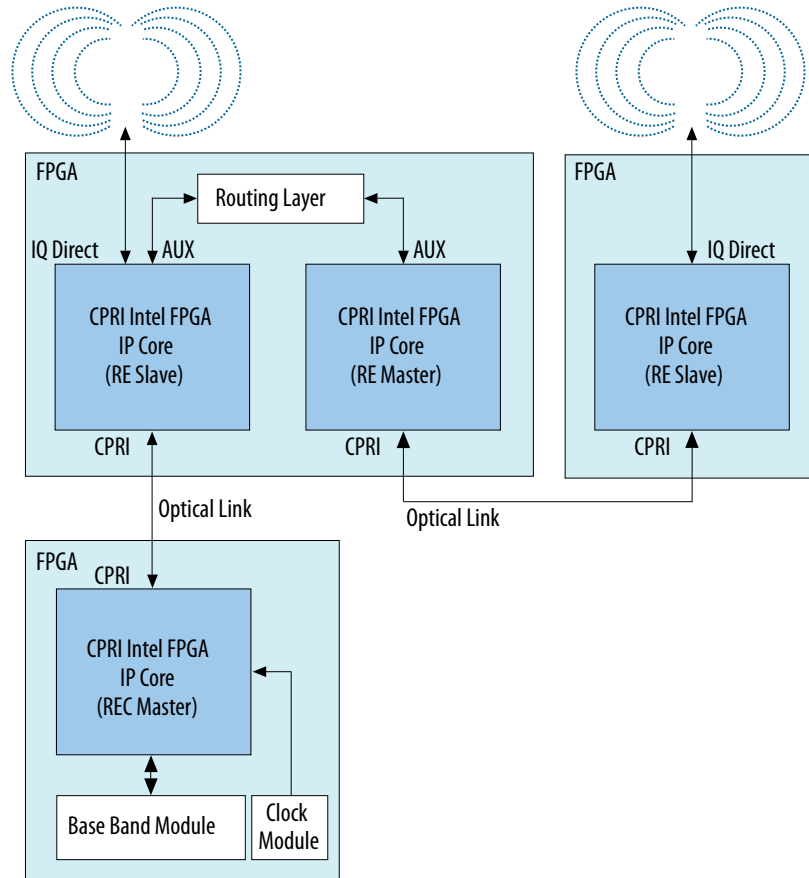 FPGA
Routing Layer
IQ Direct
AUX
AUX
CPRI Intel FPGA
IP Core
(RE Slave)
CPRI Intel FPGA
IP Core
(RE Master)
CPRI
CPRI
FPGA
IQ Direct
CPRI Intel FPGA
IP Core
(RE Slave)
CPRI
Optical Link
Optical Link
FPGA
CPRI
CPRI Intel FPGA
IP Core
(REC Master)
Base Band Module
Clock
Module